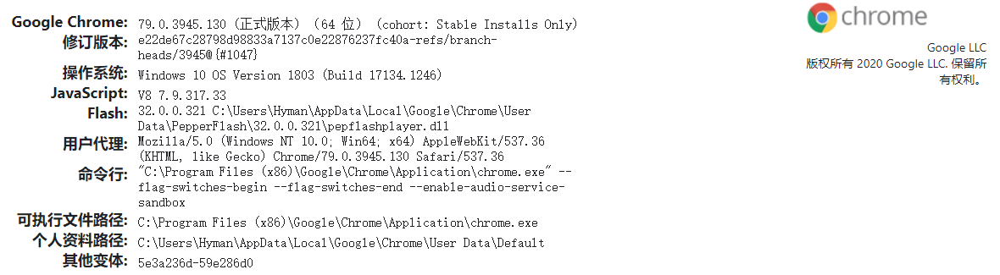 Google Chrome: 79.0.3945.130 (正式版本) (64 位) (cohort: Stable Installs Only)
修订版本: e22de67c28798d98833a7137c0e22876237fc40a-refs/branch-
heads/3945@{#1047}
操作系统: Windows 10 OS Version 1803 (Build 17134.1246)
JavaScript: V8 7.9.317.33
Flash: 32.0.0.321 C:\Users\Hyman\AppData\Local\Google\Chrome\User
Data\PepperFlash\32.0.0.321\pepflashplayer.dll
用户代理: Mozilla/5.0 (Windows NT 10.0; Win64; x64) AppleWebKit/537.36
(KHTML, like Gecko) Chrome/79.0.3945.130 Safari/537.36
命令行: "C:\Program Files (x86)\Google\Chrome\Application\chrome.exe" --
flag-switches-begin --flag-switches-end --enable-audio-service-
sandbox
可执行文件路径: C:\Program Files (x86)\Google\Chrome\Application\chrome.exe
个人资料路径: C:\Users\Hyman\AppData\Local\Google\Chrome\User Data\Default
其他变体: 5e3a236d-59e286d0
chrome
Google LLC
版权所有 2020 Google LLC. 保留所
有权利。